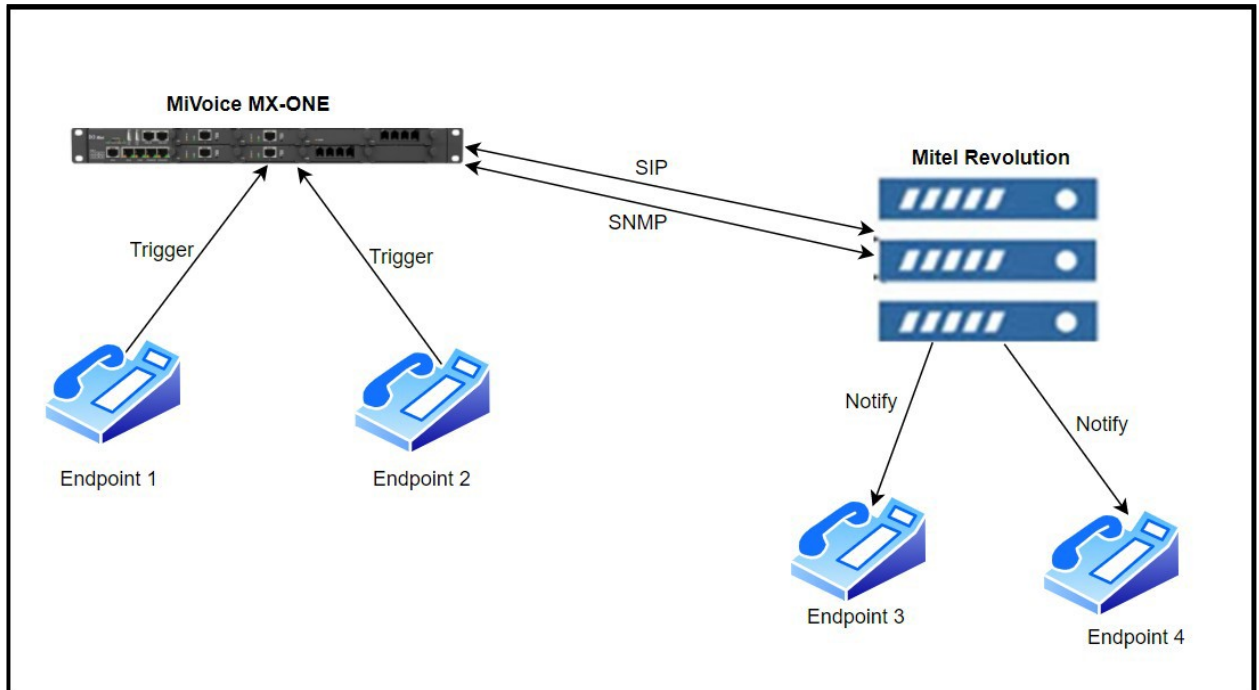 MiVoice MX-ONE
Mitel Revolution
SIP
SNMP
Trigger
Trigger
Notify
Notify
Endpoint 1
Endpoint 2
Endpoint 3
Endpoint 4